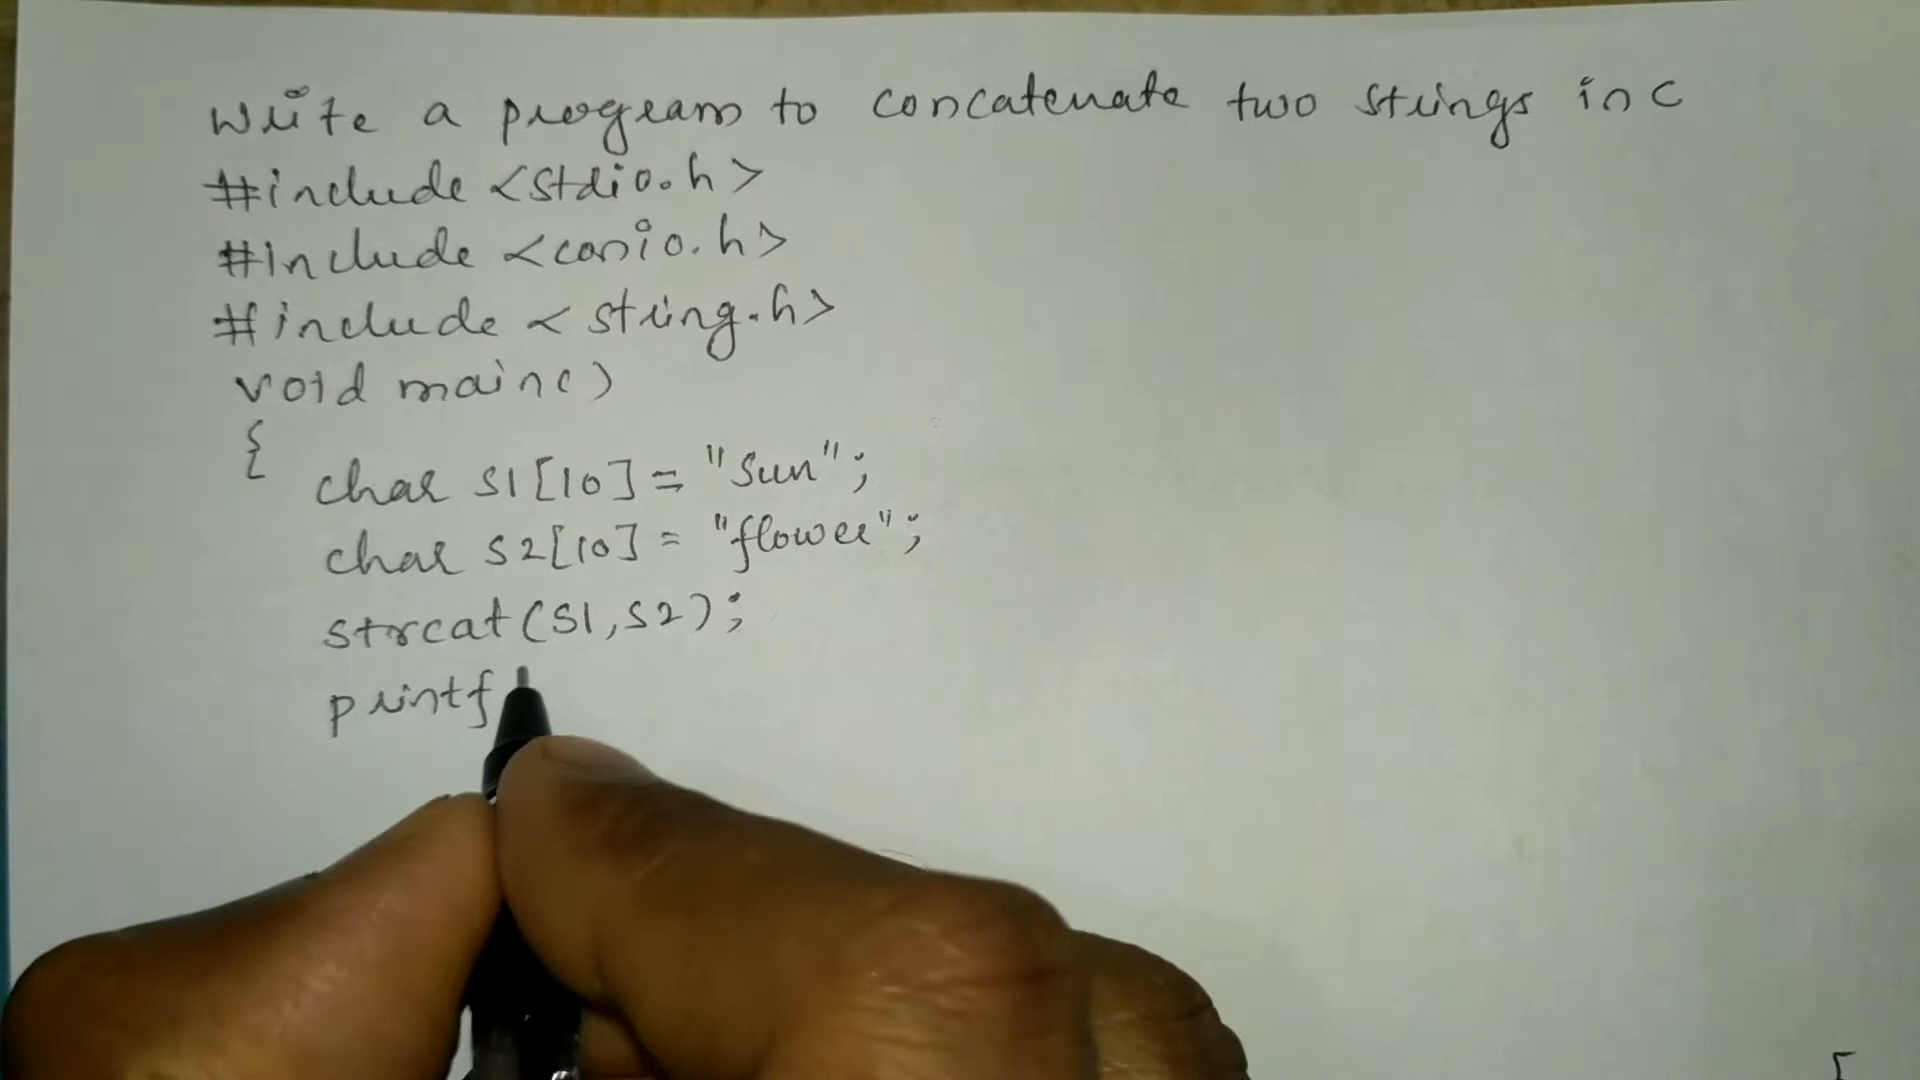 Write a program to concatenate two strings in c
#include <stdio.h>
#include <conio.h>
#include <string.h>
void main()
{
char s1[10] = "sun";
char s2[10] = "flower";
strcat(s1,s2);
printf